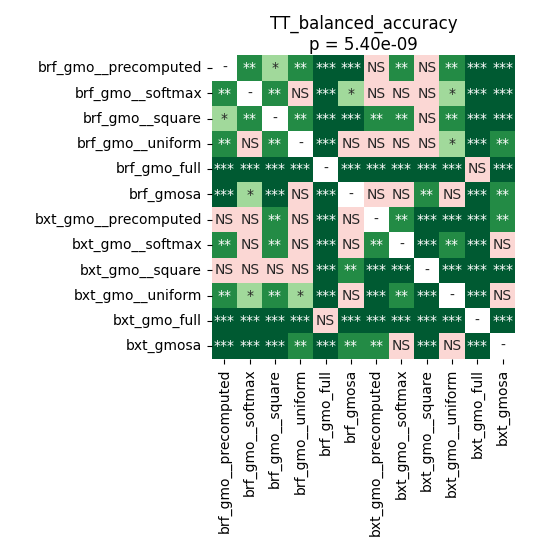 TT_balanced_accuracy
p = 5.40e-09
brf_gmo__precomputed - ** * ** *** *** NS ** NS ** *** ***
brf_gmo__softmax ** - ** NS *** * NS NS NS * *** ***
brf_gmo__square * ** - ** *** *** ** ** NS ** *** ***
brf_gmo__uniform ** NS ** - *** NS NS NS NS * *** **
brf_gmo_full *** *** *** *** - *** *** *** *** *** NS ***
brf_gmosa *** * *** NS *** - NS NS ** NS *** **
bxt_gmo__precomputed NS NS ** NS *** NS - ** *** *** *** **
bxt_gmo__softmax ** NS ** NS *** NS ** - *** ** *** NS
bxt_gmo__square NS NS NS NS *** ** *** *** - *** *** ***
bxt_gmo__uniform ** * ** * *** NS *** ** *** - *** NS
bxt_gmo_full *** *** *** *** NS *** *** *** *** *** - ***
bxt_gmosa *** *** *** ** *** ** ** NS *** NS *** -
brf_gmo__precomputed
brf_gmo__softmax
brf_gmo__square
brf_gmo__uniform
brf_gmo_full
brf_gmosa
bxt_gmo__precomputed
bxt_gmo__softmax
bxt_gmo__square
bxt_gmo__uniform
bxt_gmo_full
bxt_gmosa